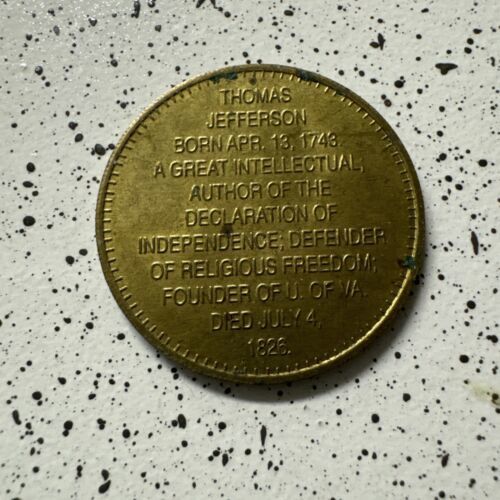 THOMAS
JEFFERSON
BORN APR. 13, 1743
A GREAT INTELLECTUAL,
AUTHOR OF THE
DECLARATION OF
INDEPENDENCE; DEFENDER
OF RELIGIOUS FREEDOM;
FOUNDER OF U. OF VA.
DIED JULY 4,
1826.